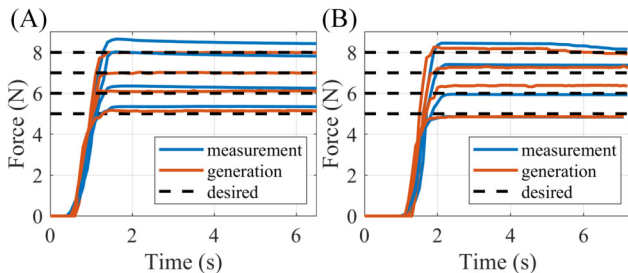 (A)
Force (N)
8
6
4
2
0
measurement
generation
desired
0 2 4 6
Time (s)
(B)
Force (N)
8
6
4
2
0
measurement
generation
desired
0 2 4 6
Time (s)